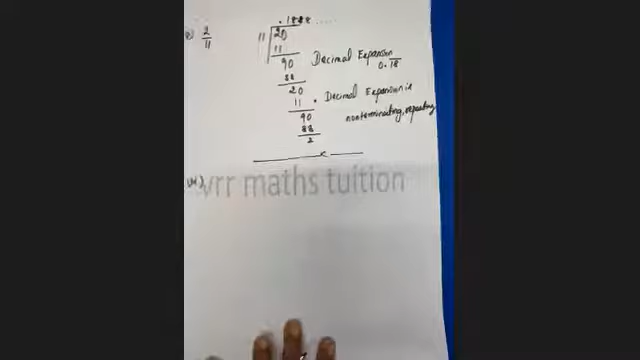 .1818.....
2/11 11 20
11
90 Decimal Expansion
88 0.18
20 Decimal Expansion is
11
90 nonterminating, repeating
88
2
vrr maths tuition